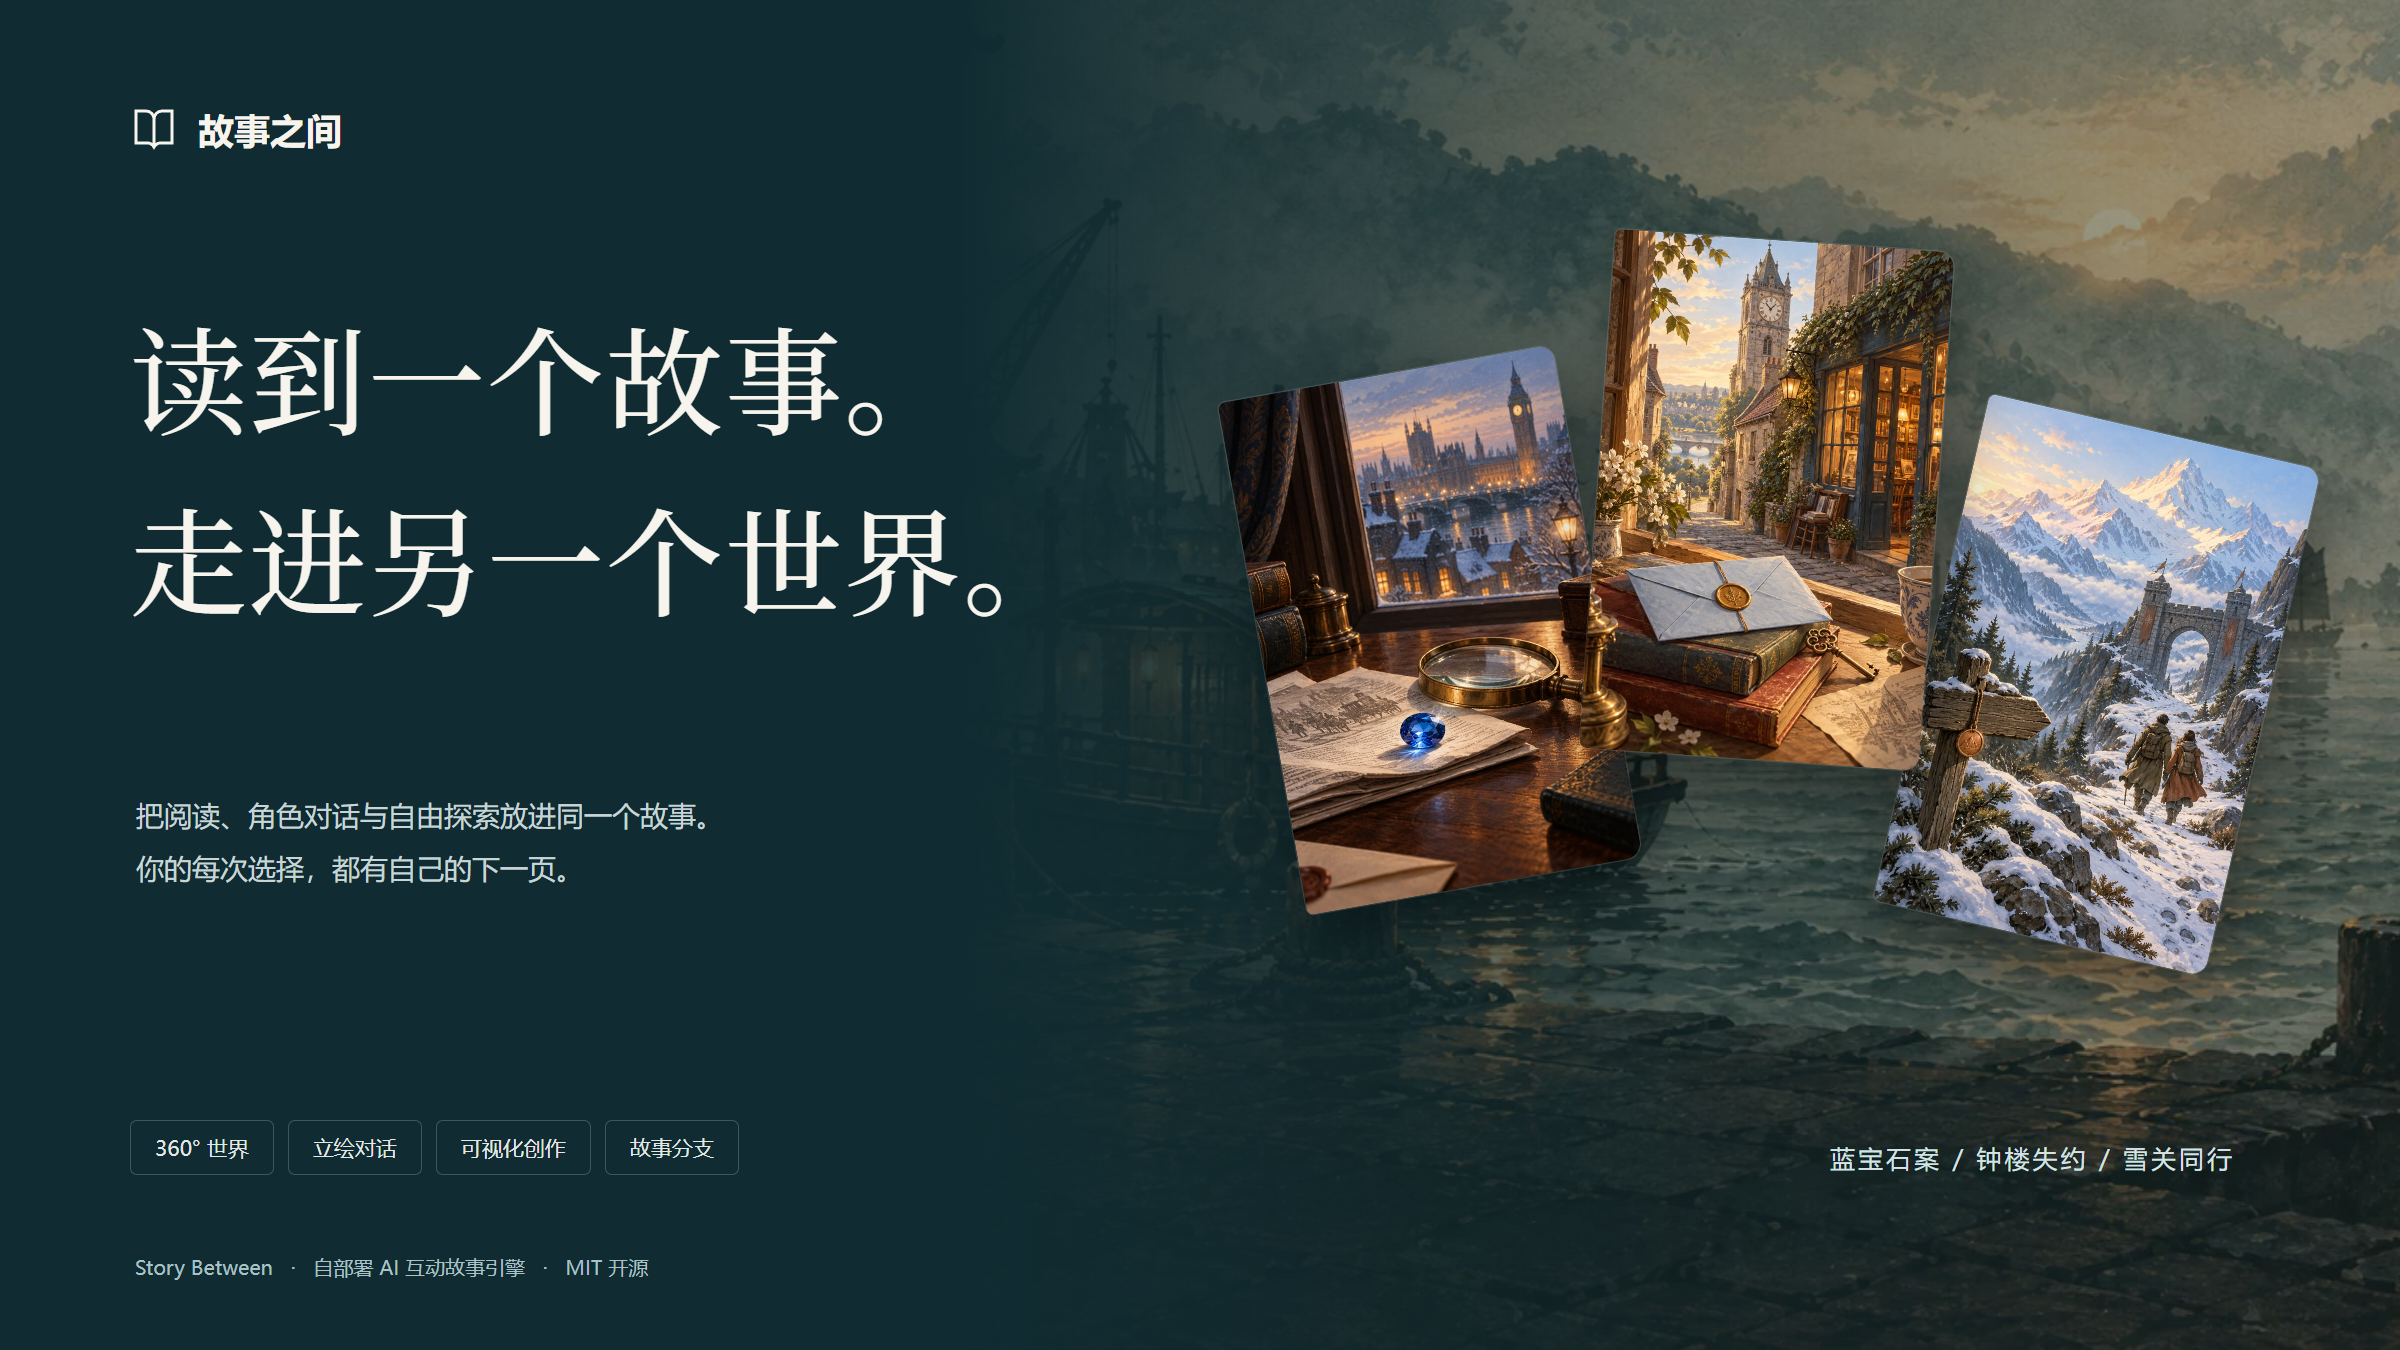 故事之间
读到一个故事。
走进另一个世界。
把阅读、角色对话与自由探索放进同一个故事。
你的每次选择，都有自己的下一页。
360° 世界
立绘对话
可视化创作
故事分支
蓝宝石案 / 钟楼失约 / 雪关同行
Story Between · 自部署 AI 互动故事引擎 · MIT 开源